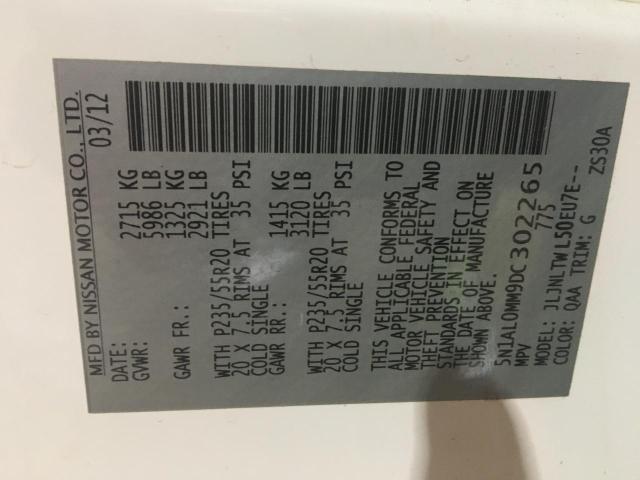 MFD BY NISSAN MOTOR CO., LTD.
DATE: 03/12
GVWR: 2715 KG
5986 LB
GAWR FR.: 1325 KG
2921 LB
WITH P235/55R20 TIRES
20 X 7.5 RIMS AT 35 PSI
COLD SINGLE
GAWR RR.: 1415 KG
3120 LB
WITH P235/55R20 TIRES
20 X 7.5 RIMS AT 35 PSI
COLD SINGLE
THIS VEHICLE CONFORMS TO
ALL APPLICABLE FEDERAL
MOTOR VEHICLE SAFETY AND
THEFT PREVENTION
STANDARDS IN EFFECT ON
THE DATE OF MANUFACTURE
SHOWN ABOVE.
5N1AL0MM9DC302265
MPV 775
MODEL: JLJNLTWL50EU7E--
COLOR: QAA TRIM: G ZS30A